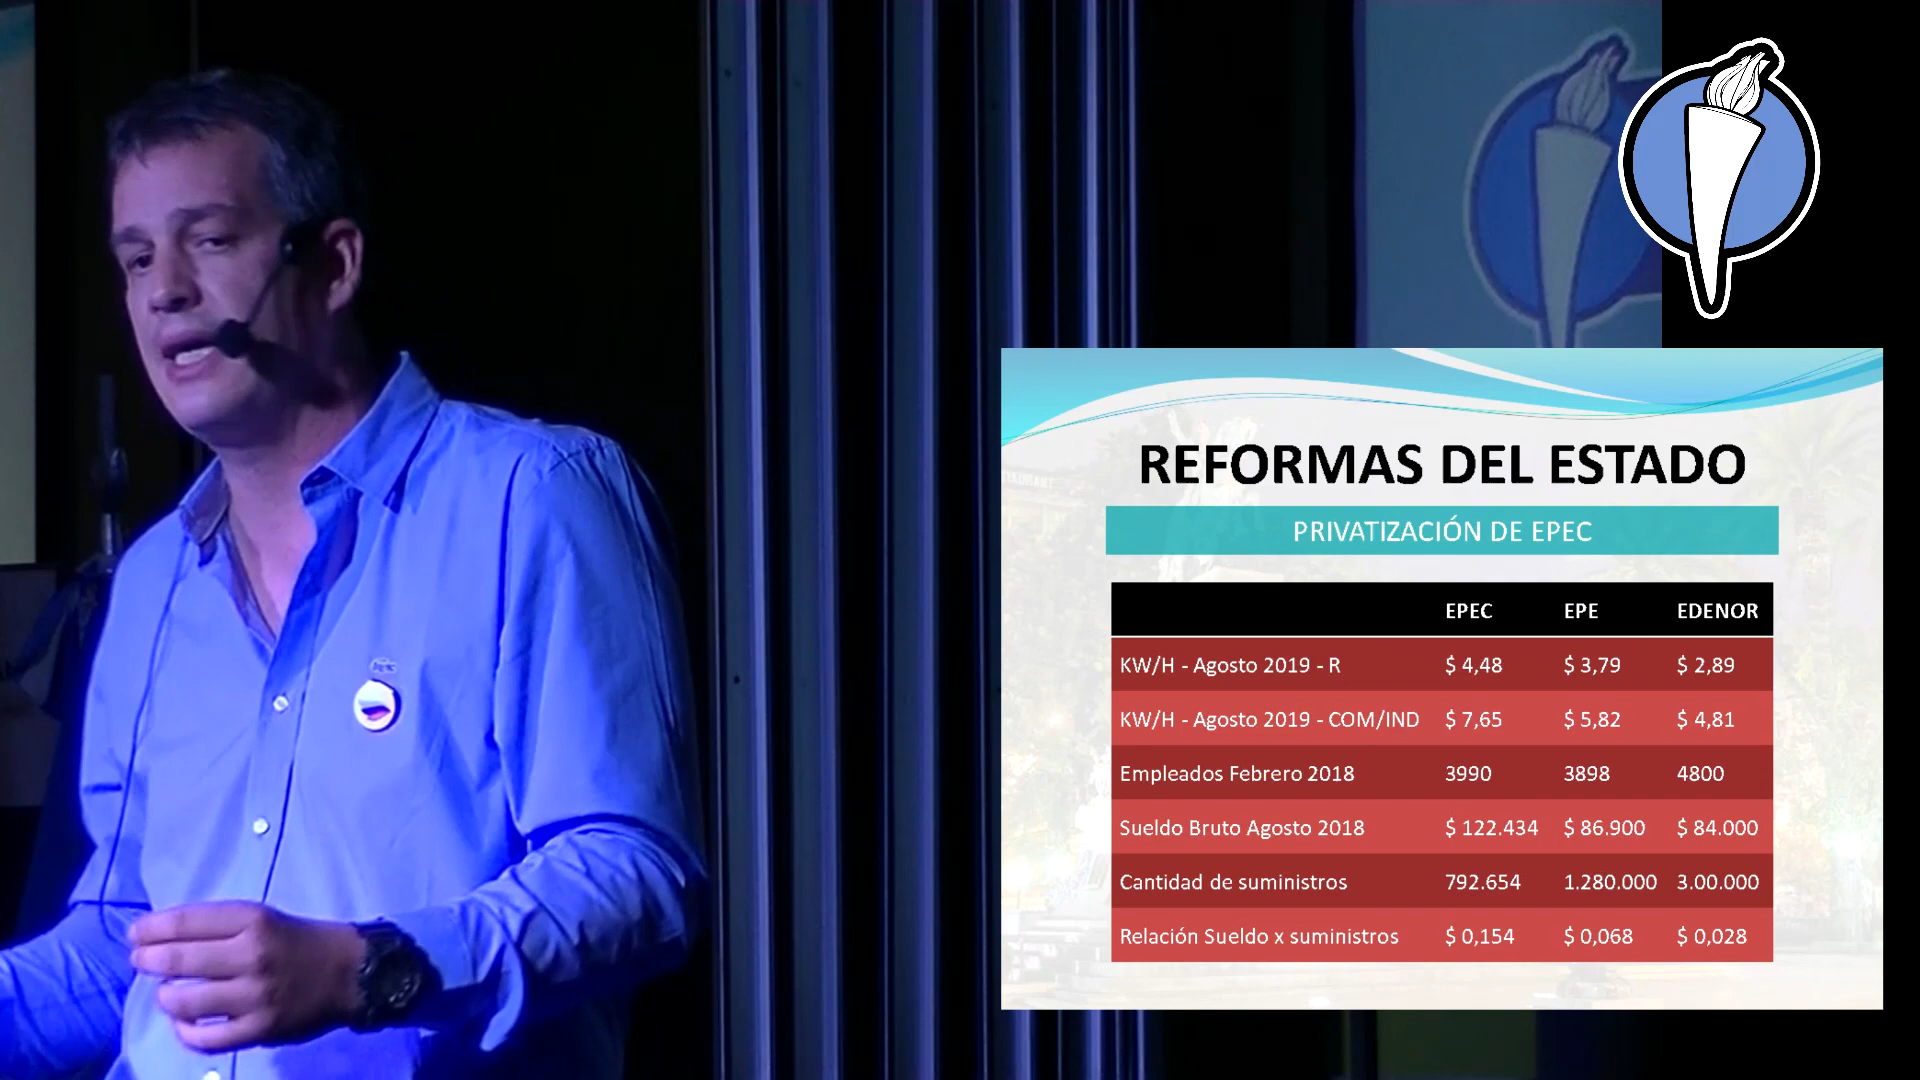 REFORMAS DEL ESTADO
PRIVATIZACIÓN DE EPEC
EPEC EPE EDENOR
KW/H - Agosto 2019 - R $ 4,48 $ 3,79 $ 2,89
KW/H - Agosto 2019 - COM/IND $ 7,65 $ 5,82 $ 4,81
Empleados Febrero 2018 3990 3898 4800
Sueldo Bruto Agosto 2018 $ 122.434 $ 86.900 $ 84.000
Cantidad de suministros 792.654 1.280.000 3.00.000
Relación Sueldo x suministros $ 0,154 $ 0,068 $ 0,028